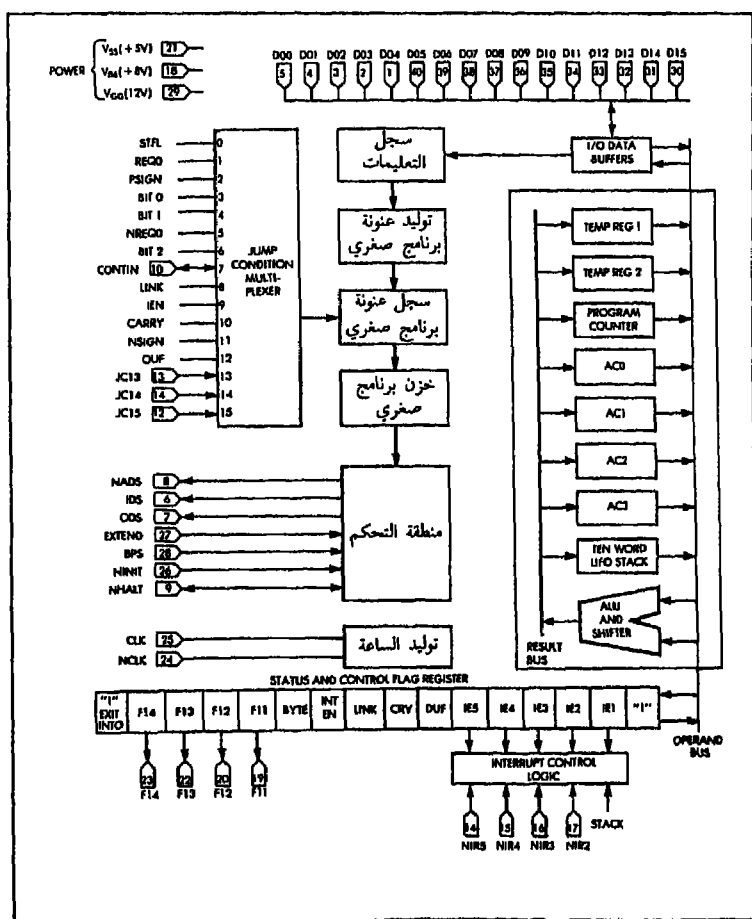 POWER
VSS(+5V) 21
VBA(+8V) 18
VGG(12V) 29
D00 D01 D02 D03 D04 D05 D06 D07 D08 D09 D10 D11 D12 D13 D14 D15
5 4 3 2 1 40 39 38 37 36 35 34 33 32 31 30
I/O DATA
BUFFERS
سجل
التعليمات
توليد عنونة
برنامج صغري
سجل عنونة
برنامج صغري
خزن برنامج
صغري
منطقة التحكم
توليد الساعة
STFL 0
REQ0 1
PSIGN 2
BIT 0 3
BIT 1 4
NREQ0 5
BIT 2 6
CONTIN 10 7
LINK 8
IEN 9
CARRY 10
NSIGN 11
OUF 12
JC13 13 13
JC14 14 14
JC15 12 15
JUMP
CONDITION
MULTI-
PLEXER
TEMP REG 1
TEMP REG 2
PROGRAM
COUNTER
AC0
AC1
AC2
AC3
TEN WORD
LIFO STACK
ALU
AND
SHIFTER
RESULT
BUS
NADS 8
IDS 6
ODS 7
EXTEND 27
BPS 28
NINIT 26
NHALT 9
CLK 25
NCLK 24
STATUS AND CONTROL FLAG REGISTER
"1"
EXIT
INTO
F14 F13 F12 F11 BYTE
INT
EN
LINK CRY DUF IE5 IE4 IE3 IE2 IE1 "1"
OPERAND
BUS
INTERRUPT CONTROL
LOGIC
23 22 20 19
F14 F13 F12 F11
14 15 16 17 STACK
NIR5 NIR4 NIR3 NIR2